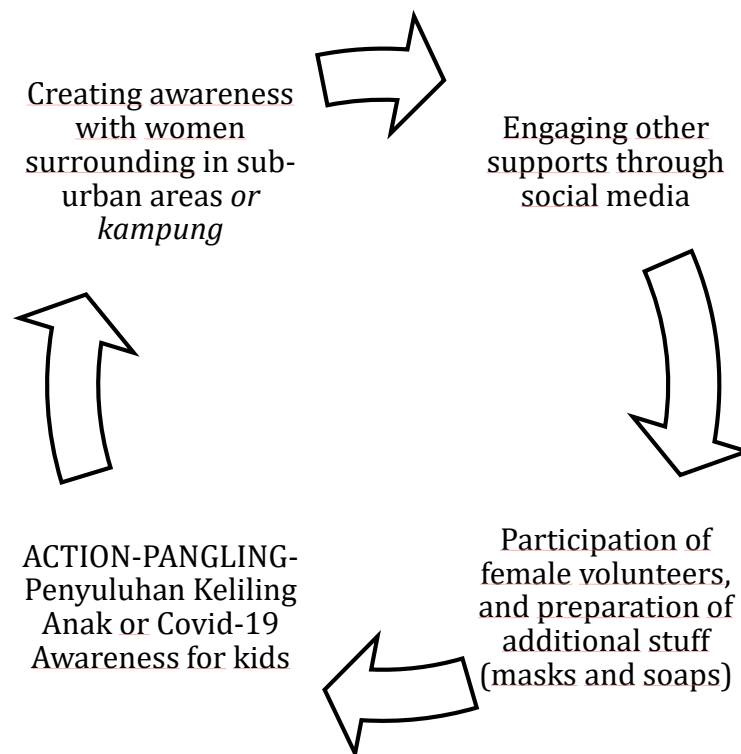 Creating awareness
with women
surrounding in sub-
urban areas or
kampung
Engaging other
supports through
social media
Participation of
female volunteers,
and preparation of
additional stuff
(masks and soaps)
ACTION-PANGLING-
Penyuluhan Keliling
Anak or Covid-19
Awareness for kids